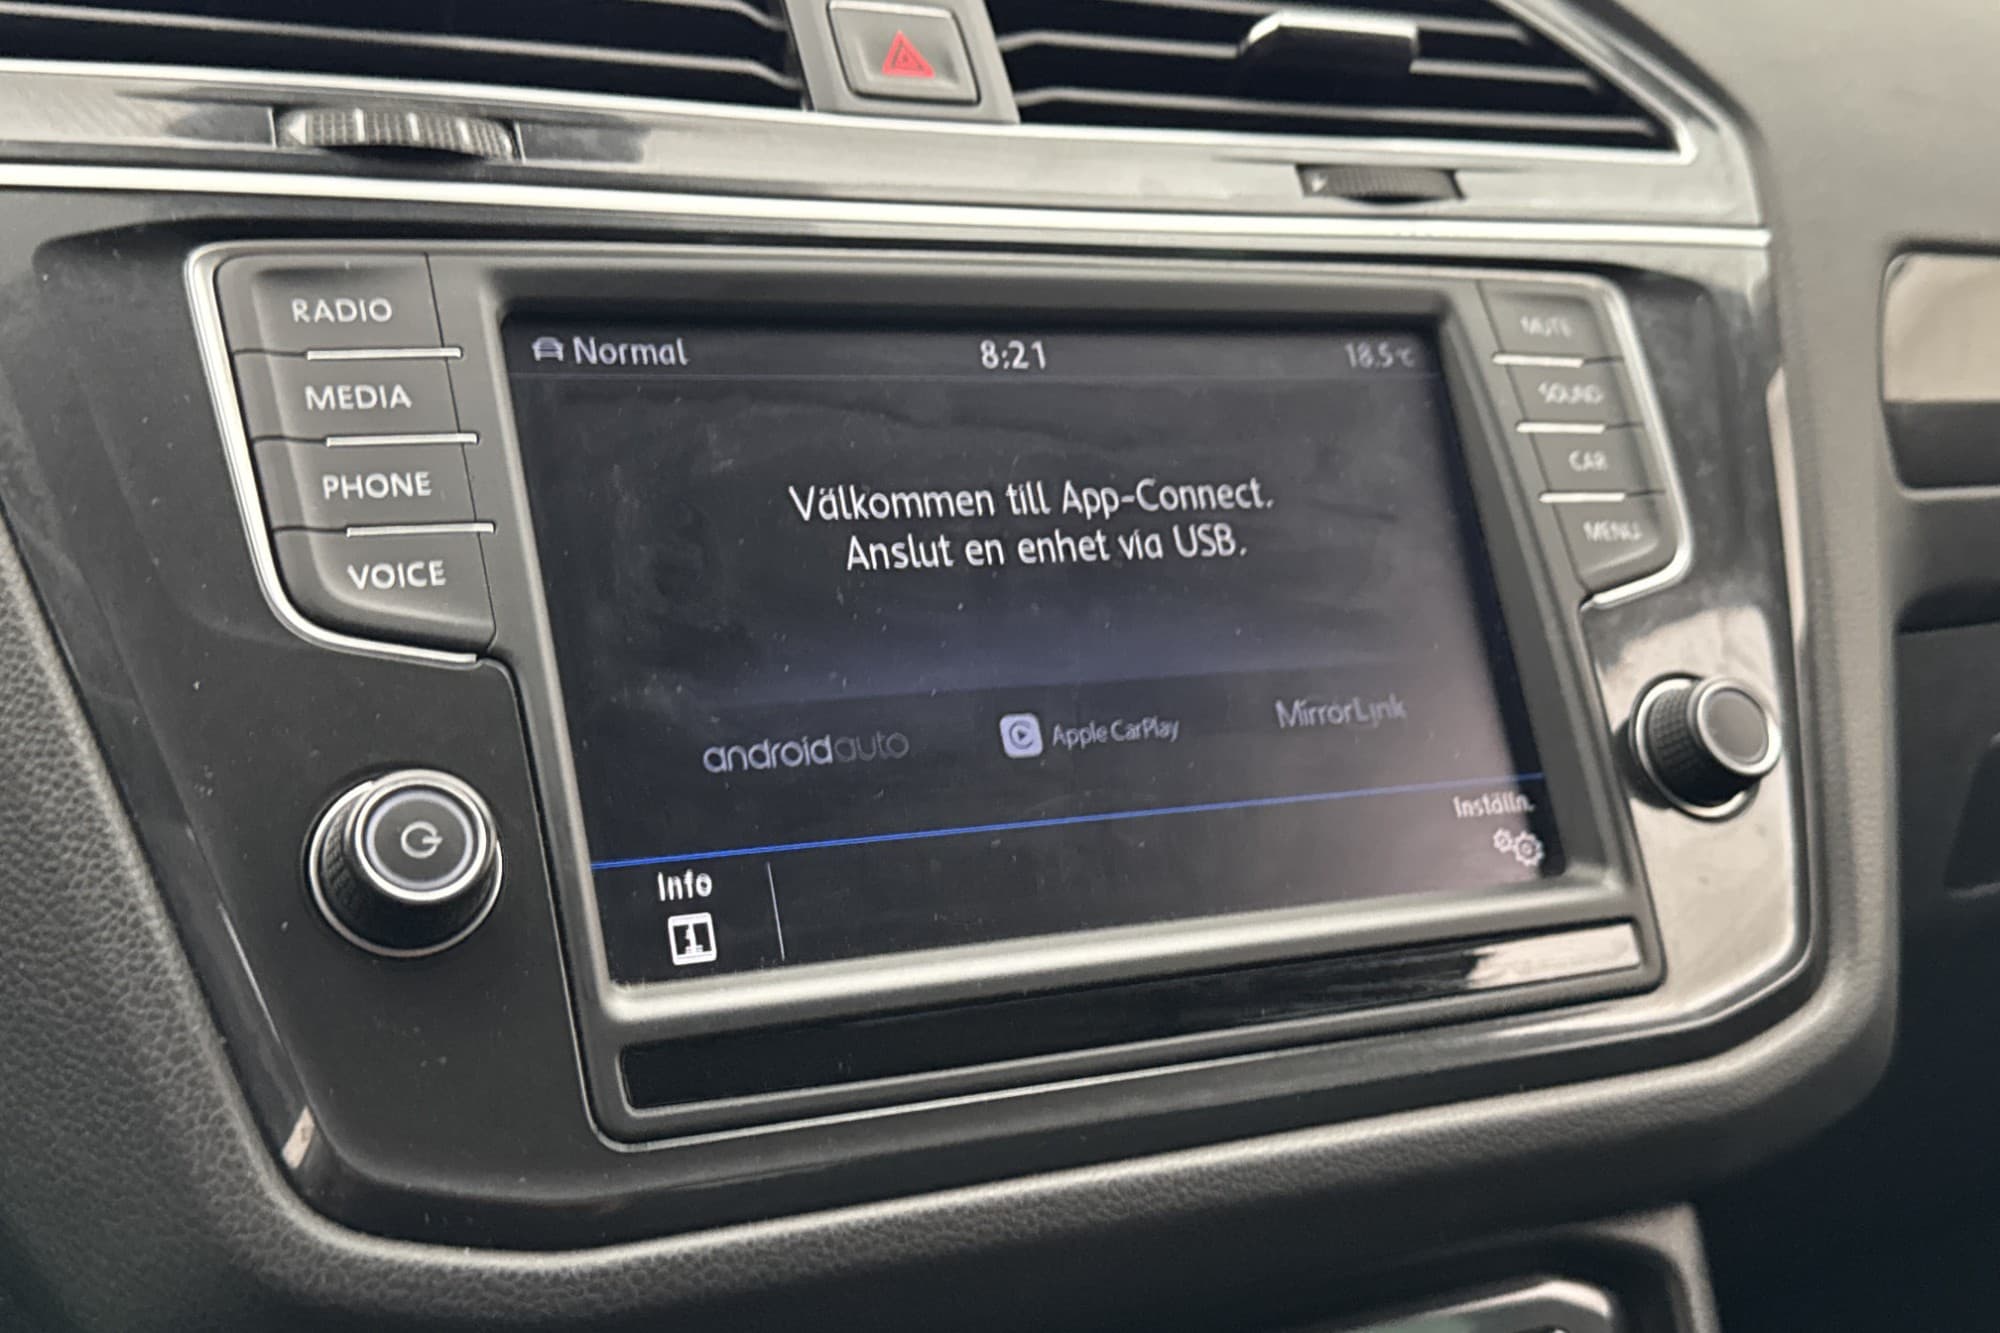 RADIO
MEDIA
PHONE
VOICE
Normal
8:21
18.5°C
Välkommen till App-Connect.
Anslut en enhet via USB.
androidauto
Apple CarPlay
MirrorLink
Inställn.
Info
MUTE
SOUND
CAR
MENU